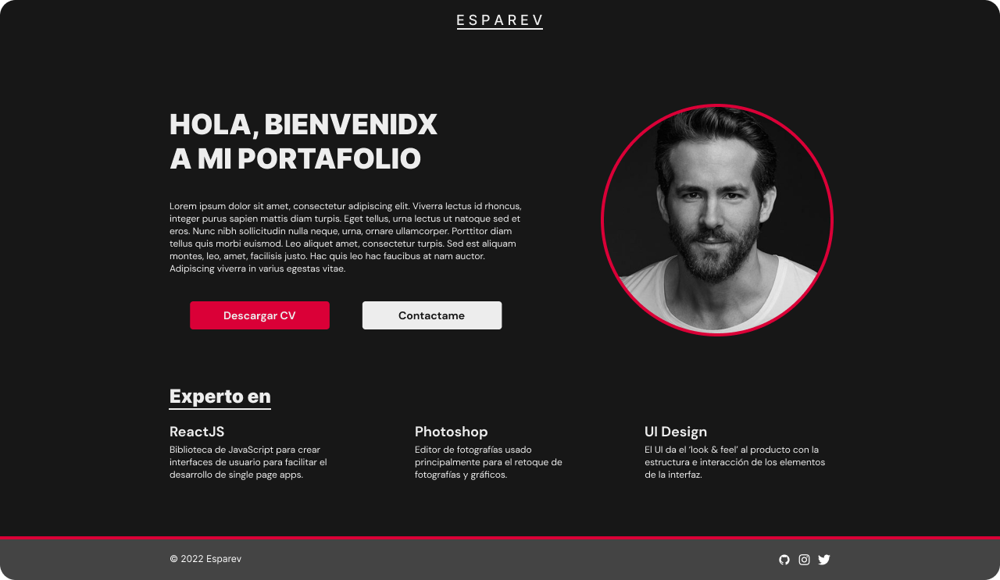 ESPAREV
HOLA, BIENVENIDX
A MI PORTAFOLIO
Lorem ipsum dolor sit amet, consectetur adipiscing elit. Viverra lectus id rhoncus,
integer purus sapien mattis diam turpis. Eget tellus, urna lectus ut natoque sed et
eros. Nunc nibh sollicitudin nulla neque, urna, ornare ullamcorper. Porttitor diam
tellus quis morbi euismod. Leo aliquet amet, consectetur turpis. Sed est aliquam
montes, leo, amet, facilisis justo. Hac quis leo hac faucibus at nam auctor.
Adipiscing viverra in varius egestas vitae.
Descargar CV
Contactame
Experto en
ReactJS
Biblioteca de JavaScript para crear
interfaces de usuario para facilitar el
desarrollo de single page apps.
Photoshop
Editor de fotografías usado
principalmente para el retoque de
fotografías y gráficos.
UI Design
El UI da el ‘look & feel’ al producto con la
estructura e interacción de los elementos
de la interfaz.
© 2022 Esparev